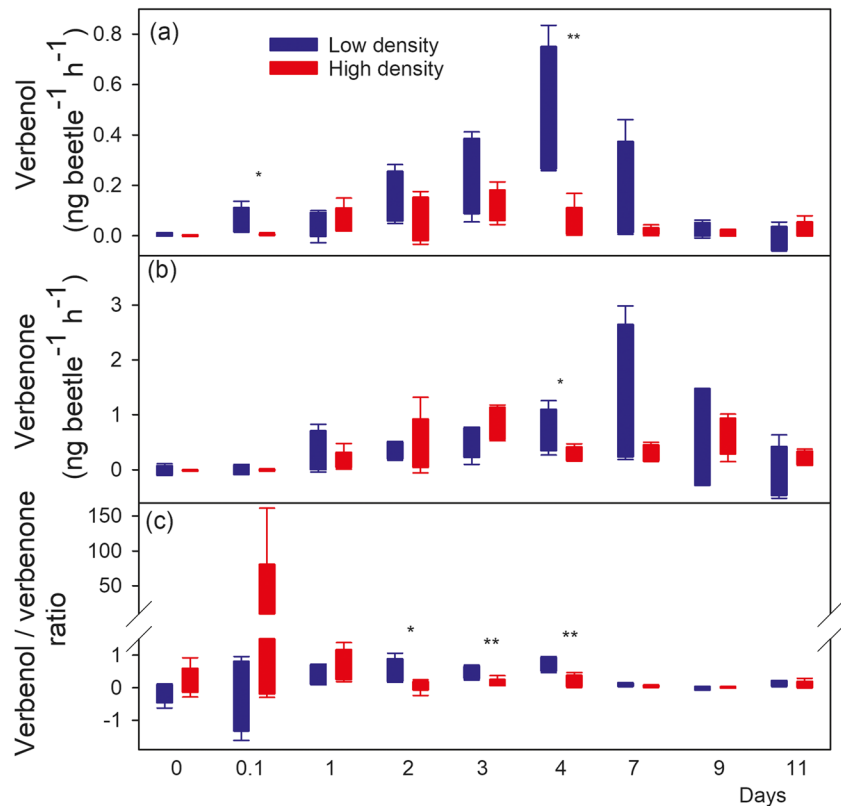 (a)
Low density
High density
Verbenol
(ng beetle⁻¹ h⁻¹)
0.8
0.6
0.4
0.2
0.0
*
**
(b)
Verbenone
(ng beetle⁻¹ h⁻¹)
3
2
1
0
*
(c)
Verbenol / verbenone
ratio
150
100
50
1
0
-1
*
**
**
0 0.1 1 2 3 4 7 9 11
Days